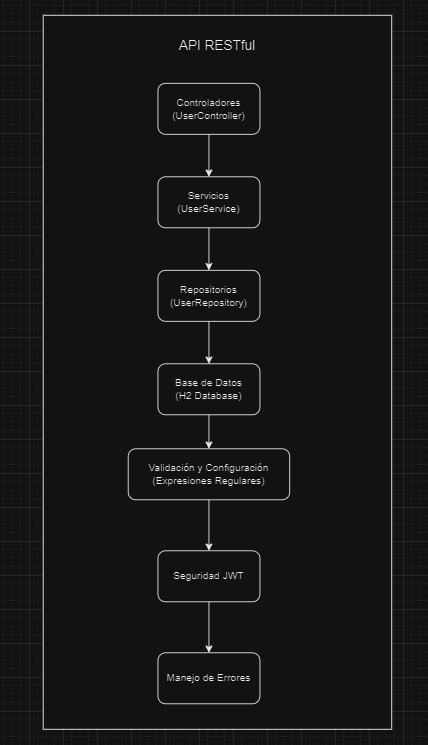 API RESTful
Controladores
(UserController)
Servicios
(UserService)
Repositorios
(UserRepository)
Base de Datos
(H2 Database)
Validación y Configuración
(Expresiones Regulares)
Seguridad JWT
Manejo de Errores